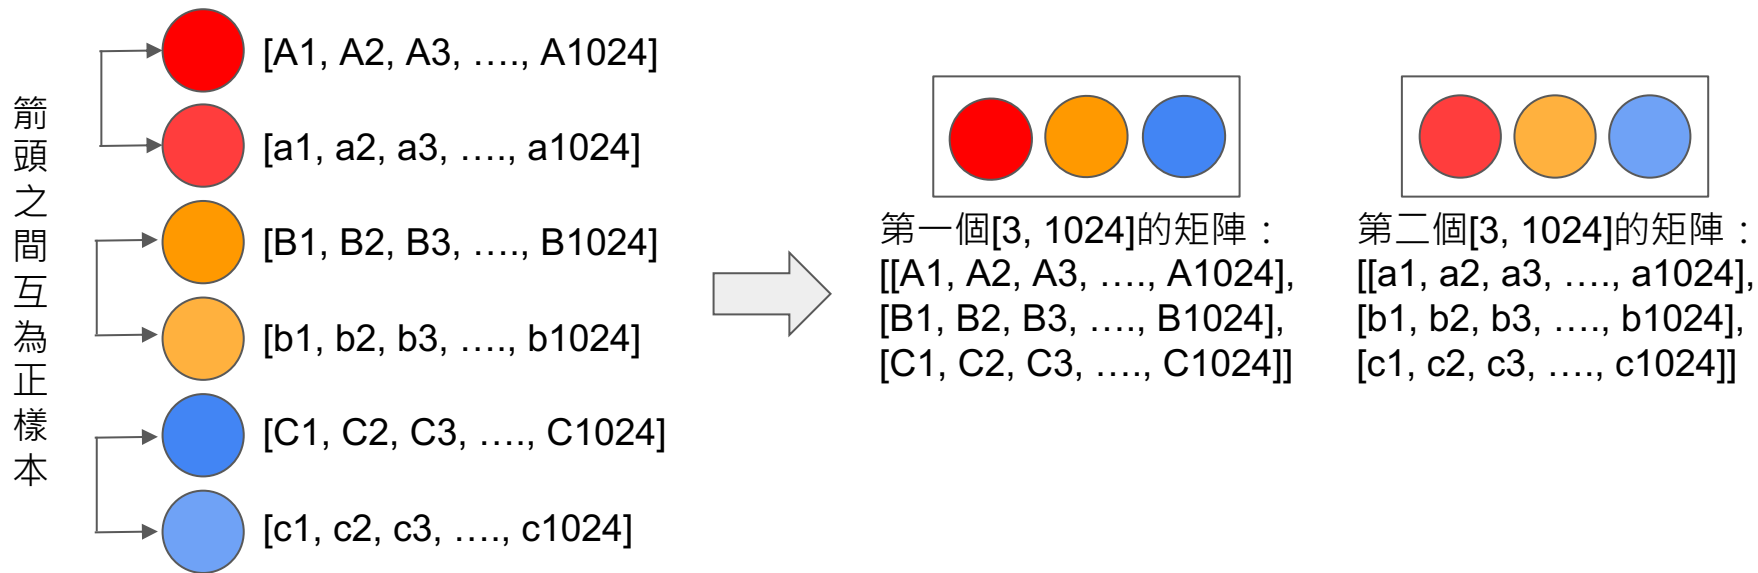 箭頭之間互為正樣本
[A1, A2, A3, …., A1024]
[a1, a2, a3, …., a1024]
[B1, B2, B3, …., B1024]
[b1, b2, b3, …., b1024]
[C1, C2, C3, …., C1024]
[c1, c2, c3, …., c1024]
第一個[3, 1024]的矩陣：
[[A1, A2, A3, …., A1024],
[B1, B2, B3, …., B1024],
[C1, C2, C3, …., C1024]]
第二個[3, 1024]的矩陣：
[[a1, a2, a3, …., a1024],
[b1, b2, b3, …., b1024],
[c1, c2, c3, …., c1024]]